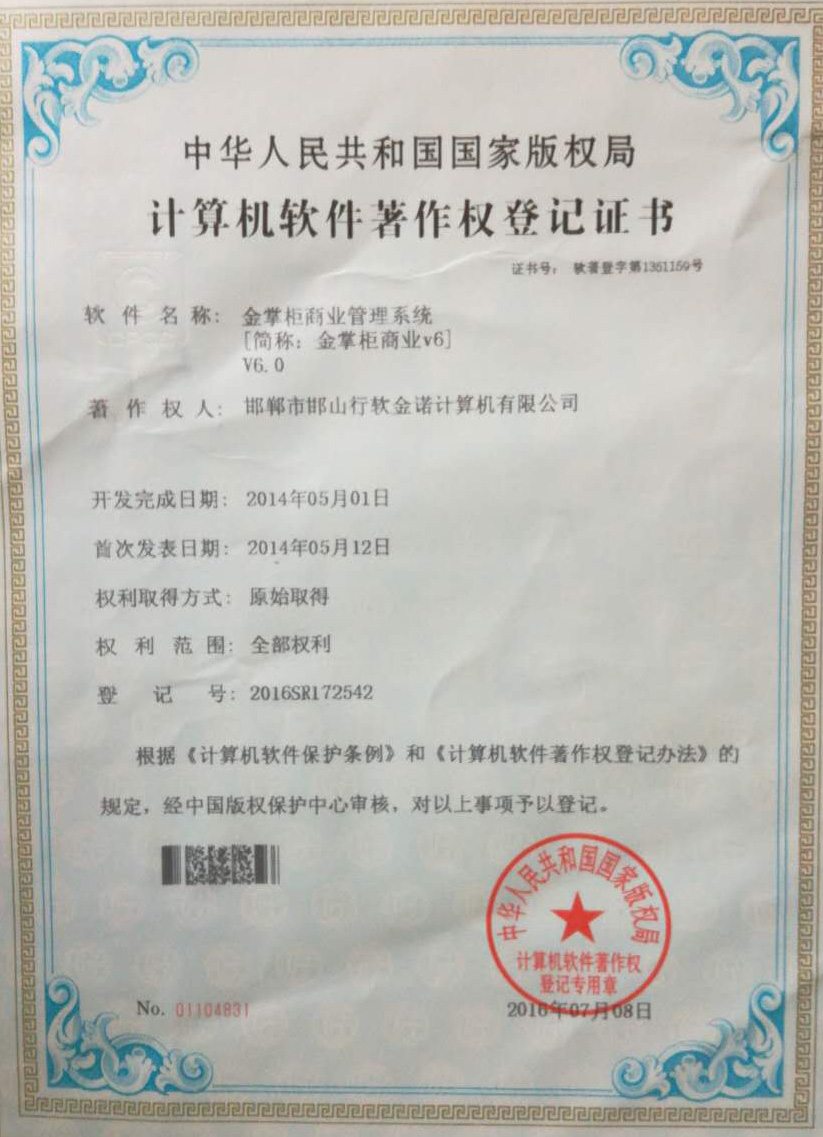 中华人民共和国国家版权局
计算机软件著作权登记证书
证书号： 软著登字第1351159号
软件名称： 金掌柜商业管理系统
[简称：金掌柜商业v6]
V6.0
著作权人： 邯郸市邯山行软金诺计算机有限公司
开发完成日期： 2014年05月01日
首次发表日期： 2014年05月12日
权利取得方式： 原始取得
权利范围： 全部权利
登记号： 2016SR172542
根据《计算机软件保护条例》和《计算机软件著作权登记办法》的
规定，经中国版权保护中心审核，对以上事项予以登记。
中华人民共和国国家版权局
计算机软件著作权
登记专用章
No. 01104831
2016年07月08日